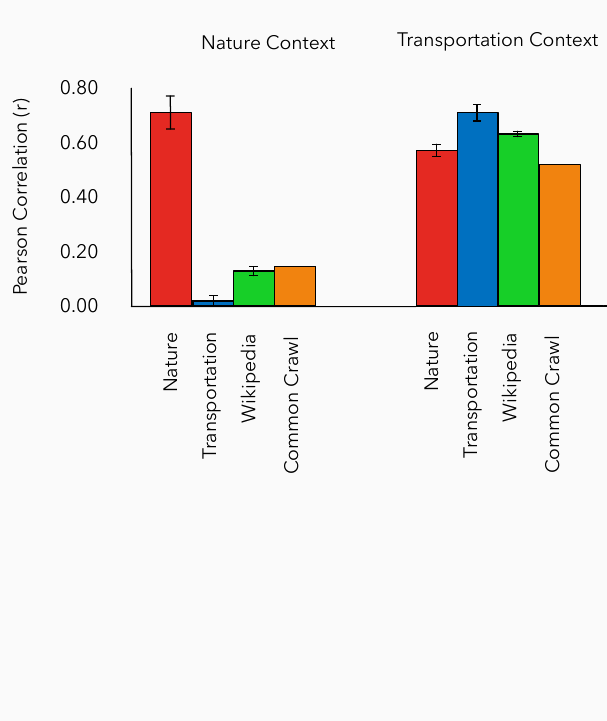 Nature Context
Transportation Context
Pearson Correlation (r)
0.80
0.60
0.40
0.20
0.00
Nature
Transportation
Wikipedia
Common Crawl
Nature
Transportation
Wikipedia
Common Crawl